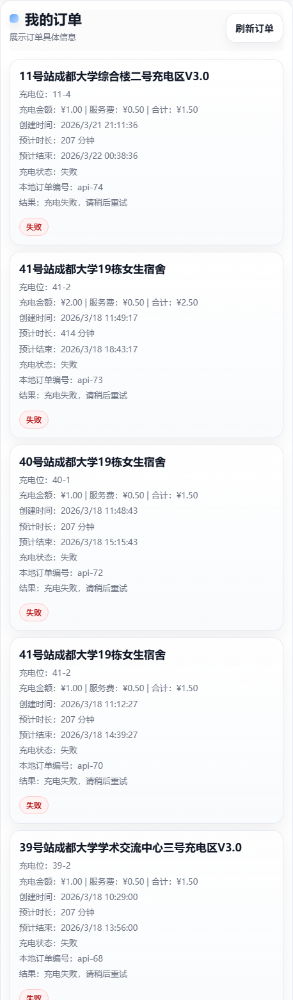 我的订单
展示订单具体信息
刷新订单
11号站成都大学综合楼二号充电区V3.0
充电位：11-4
充电金额：¥1.00 | 服务费：¥0.50 | 合计：¥1.50
创建时间：2026/3/21 21:11:36
预计时长：207 分钟
预计结束：2026/3/22 00:38:36
充电状态：失败
本地订单编号：api-74
结果：充电失败，请稍后重试
失败
41号站成都大学19栋女生宿舍
充电位：41-2
充电金额：¥2.00 | 服务费：¥0.50 | 合计：¥2.50
创建时间：2026/3/18 11:49:17
预计时长：414 分钟
预计结束：2026/3/18 18:43:17
充电状态：失败
本地订单编号：api-73
结果：充电失败，请稍后重试
失败
40号站成都大学19栋女生宿舍
充电位：40-1
充电金额：¥1.00 | 服务费：¥0.50 | 合计：¥1.50
创建时间：2026/3/18 11:48:43
预计时长：207 分钟
预计结束：2026/3/18 15:15:43
充电状态：失败
本地订单编号：api-72
结果：充电失败，请稍后重试
失败
41号站成都大学19栋女生宿舍
充电位：41-2
充电金额：¥1.00 | 服务费：¥0.50 | 合计：¥1.50
创建时间：2026/3/18 11:12:27
预计时长：207 分钟
预计结束：2026/3/18 14:39:27
充电状态：失败
本地订单编号：api-70
结果：充电失败，请稍后重试
失败
39号站成都大学学术交流中心三号充电区V3.0
充电位：39-2
充电金额：¥1.00 | 服务费：¥0.50 | 合计：¥1.50
创建时间：2026/3/18 10:29:00
预计时长：207 分钟
预计结束：2026/3/18 13:56:00
充电状态：失败
本地订单编号：api-68
结果：充电失败，请稍后重试
失败